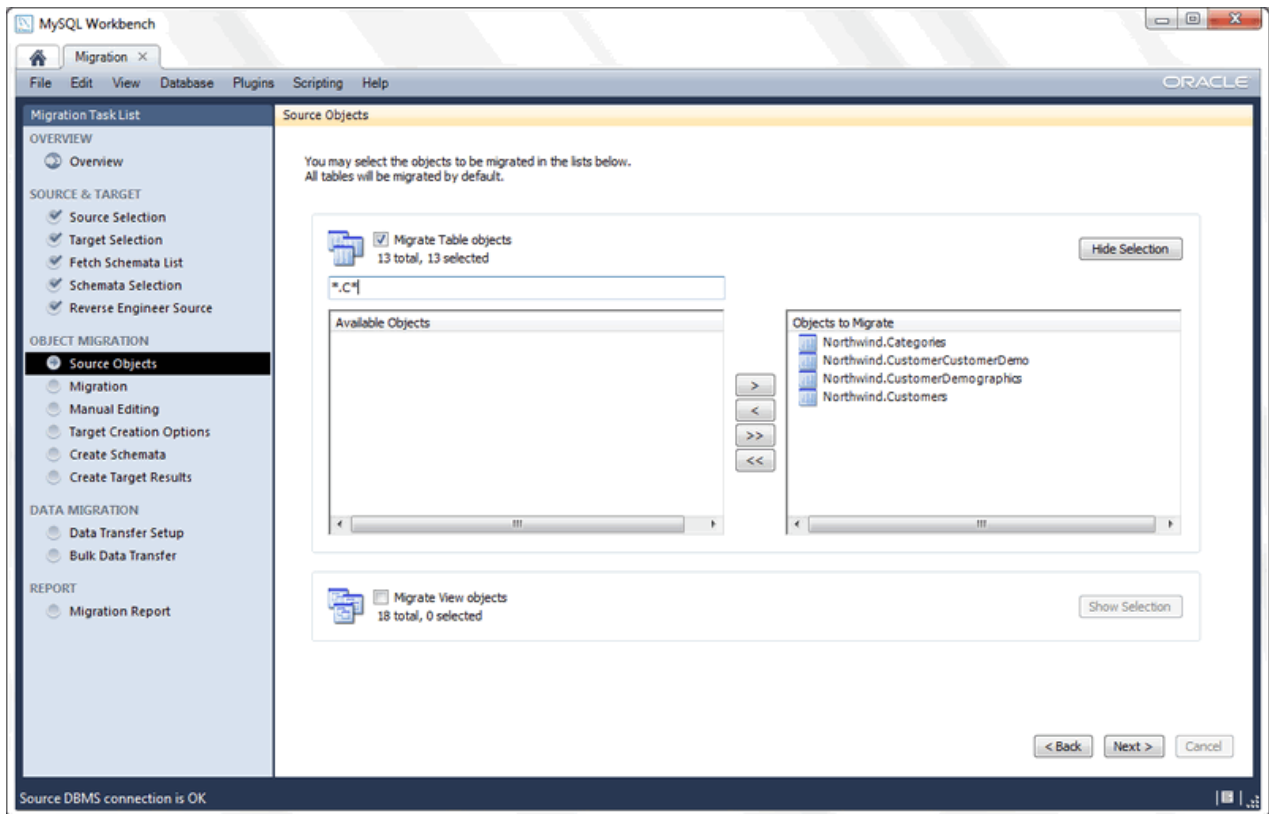 MySQL Workbench
Migration ×
File Edit View Database Plugins Scripting Help
ORACLE
Migration Task List
OVERVIEW
Overview
SOURCE & TARGET
Source Selection
Target Selection
Fetch Schemata List
Schemata Selection
Reverse Engineer Source
OBJECT MIGRATION
Source Objects
Migration
Manual Editing
Target Creation Options
Create Schemata
Create Target Results
DATA MIGRATION
Data Transfer Setup
Bulk Data Transfer
REPORT
Migration Report
Source Objects
You may select the objects to be migrated in the lists below.
All tables will be migrated by default.
Migrate Table objects
13 total, 13 selected
Hide Selection
*.C*
Available Objects
>
<
>>
<<
Objects to Migrate
Northwind.Categories
Northwind.CustomerCustomerDemo
Northwind.CustomerDemographics
Northwind.Customers
Migrate View objects
18 total, 0 selected
Show Selection
< Back Next > Cancel
Source DBMS connection is OK